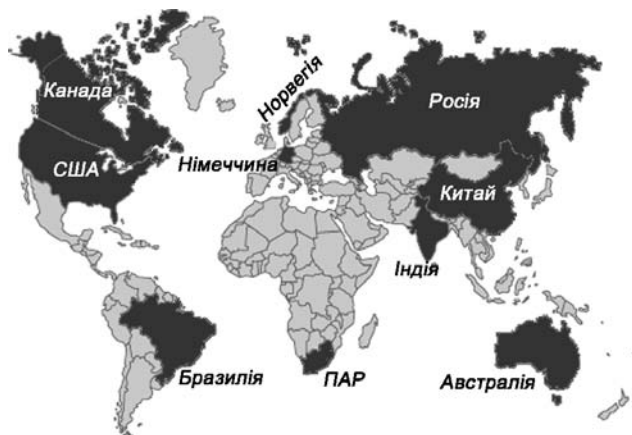 Канада
Норвегія
Росія
США
Німеччина
Китай
Індія
Бразилія
ПАР
Австралія